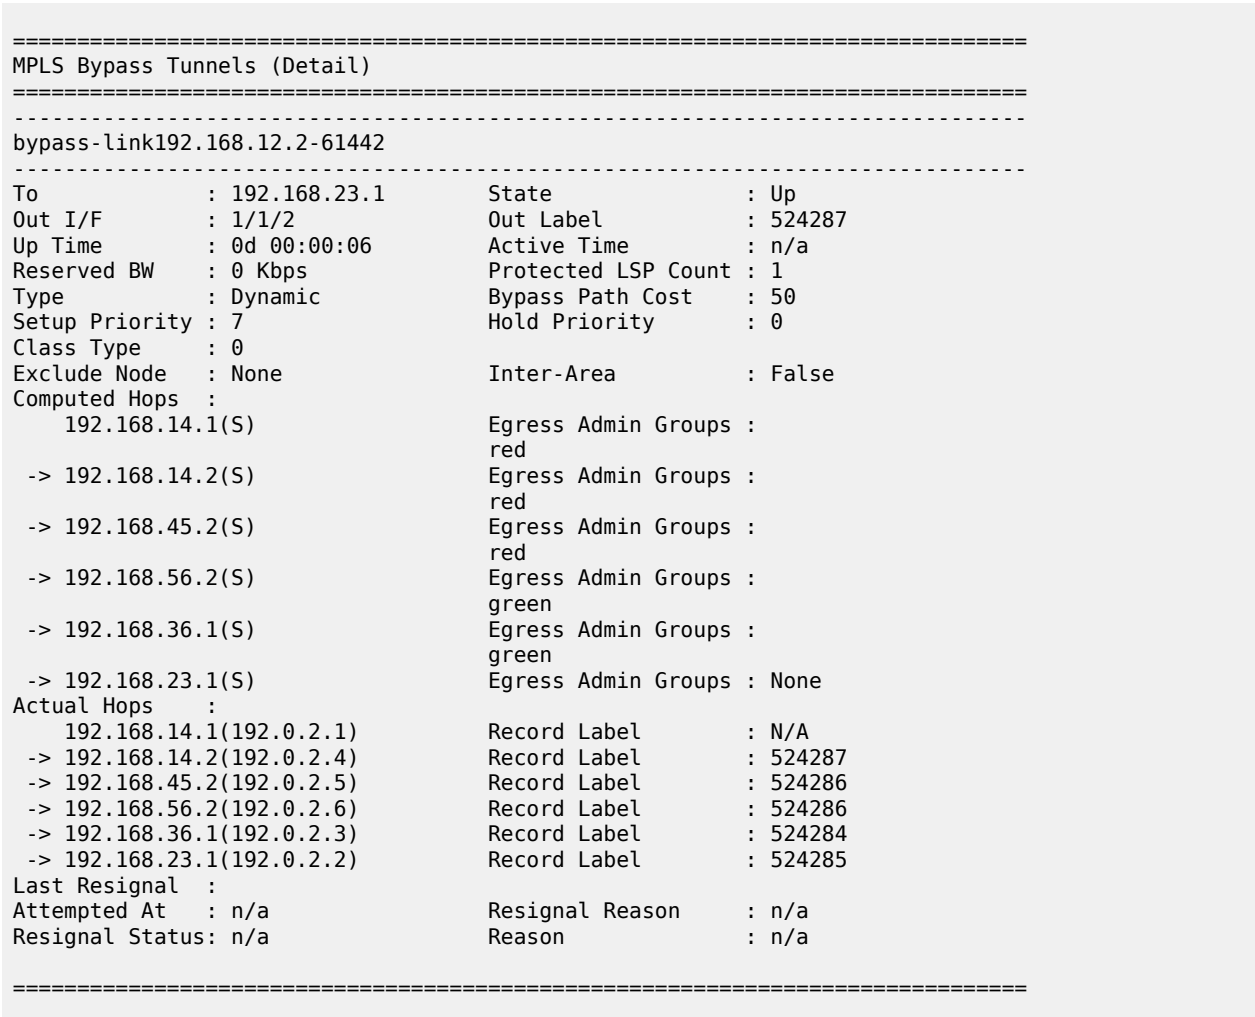 ===============================================================================
MPLS Bypass Tunnels (Detail)
===============================================================================
-------------------------------------------------------------------------------
bypass-link192.168.12.2-61442
-------------------------------------------------------------------------------
To             : 192.168.23.1        State               : Up
Out I/F        : 1/1/2               Out Label           : 524287
Up Time        : 0d 00:00:06         Active Time         : n/a
Reserved BW    : 0 Kbps              Protected LSP Count : 1
Type           : Dynamic             Bypass Path Cost    : 50
Setup Priority : 7                   Hold Priority       : 0
Class Type     : 0
Exclude Node   : None                Inter-Area          : False
Computed Hops  :
    192.168.14.1(S)                  Egress Admin Groups :
                                     red
 -> 192.168.14.2(S)                  Egress Admin Groups :
                                     red
 -> 192.168.45.2(S)                  Egress Admin Groups :
                                     red
 -> 192.168.56.2(S)                  Egress Admin Groups :
                                     green
 -> 192.168.36.1(S)                  Egress Admin Groups :
                                     green
 -> 192.168.23.1(S)                  Egress Admin Groups : None
Actual Hops    :
    192.168.14.1(192.0.2.1)          Record Label        : N/A
 -> 192.168.14.2(192.0.2.4)          Record Label        : 524287
 -> 192.168.45.2(192.0.2.5)          Record Label        : 524286
 -> 192.168.56.2(192.0.2.6)          Record Label        : 524286
 -> 192.168.36.1(192.0.2.3)          Record Label        : 524284
 -> 192.168.23.1(192.0.2.2)          Record Label        : 524285
Last Resignal  :
Attempted At   : n/a                 Resignal Reason     : n/a
Resignal Status: n/a                 Reason              : n/a
===============================================================================